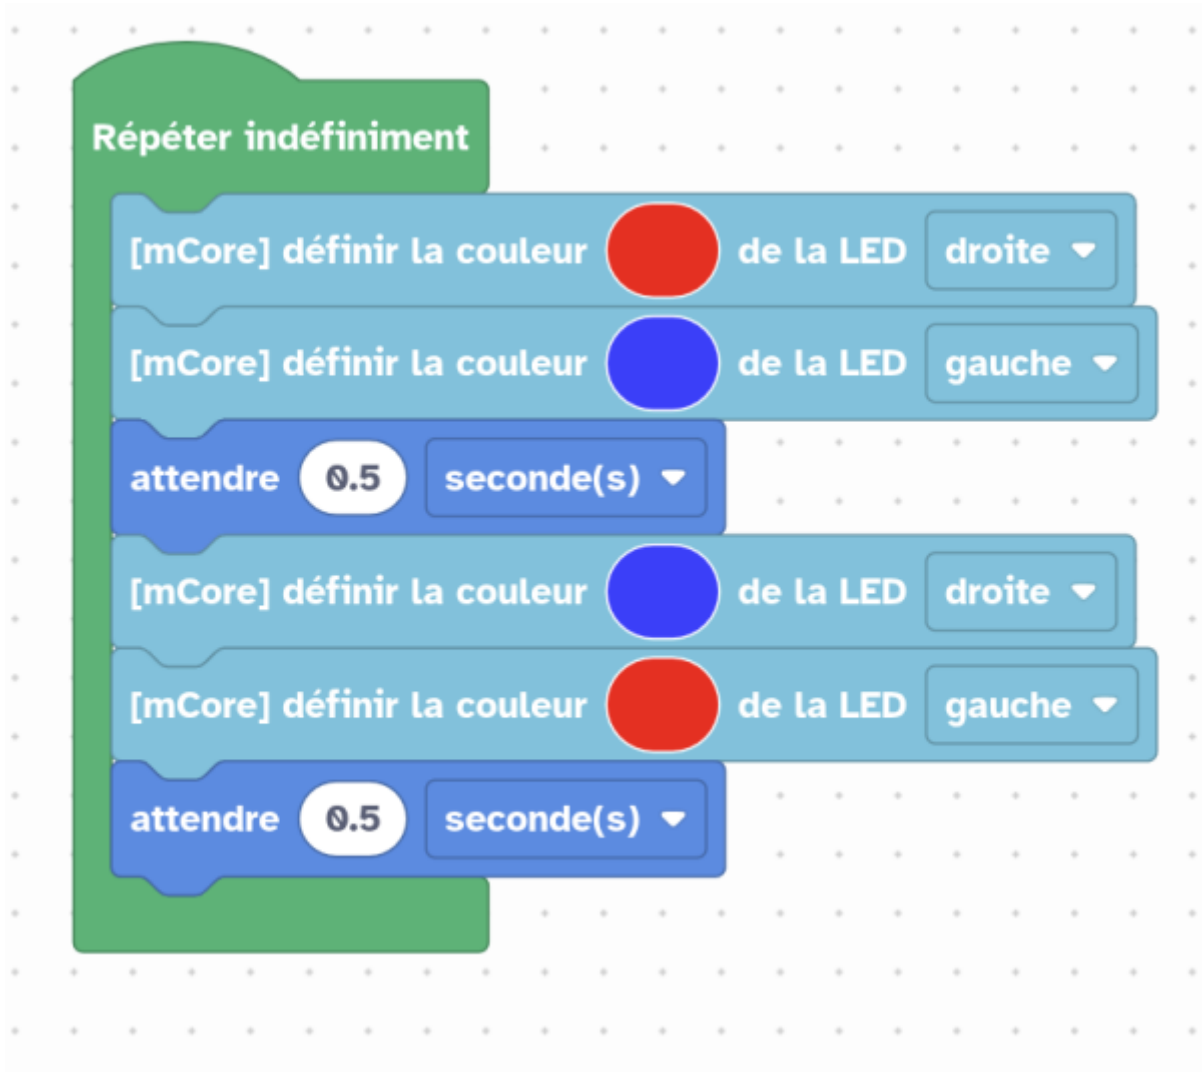 Répéter indéfiniment
[mCore] définir la couleur de la LED droite
[mCore] définir la couleur de la LED gauche
attendre 0.5 seconde(s)
[mCore] définir la couleur de la LED droite
[mCore] définir la couleur de la LED gauche
attendre 0.5 seconde(s)